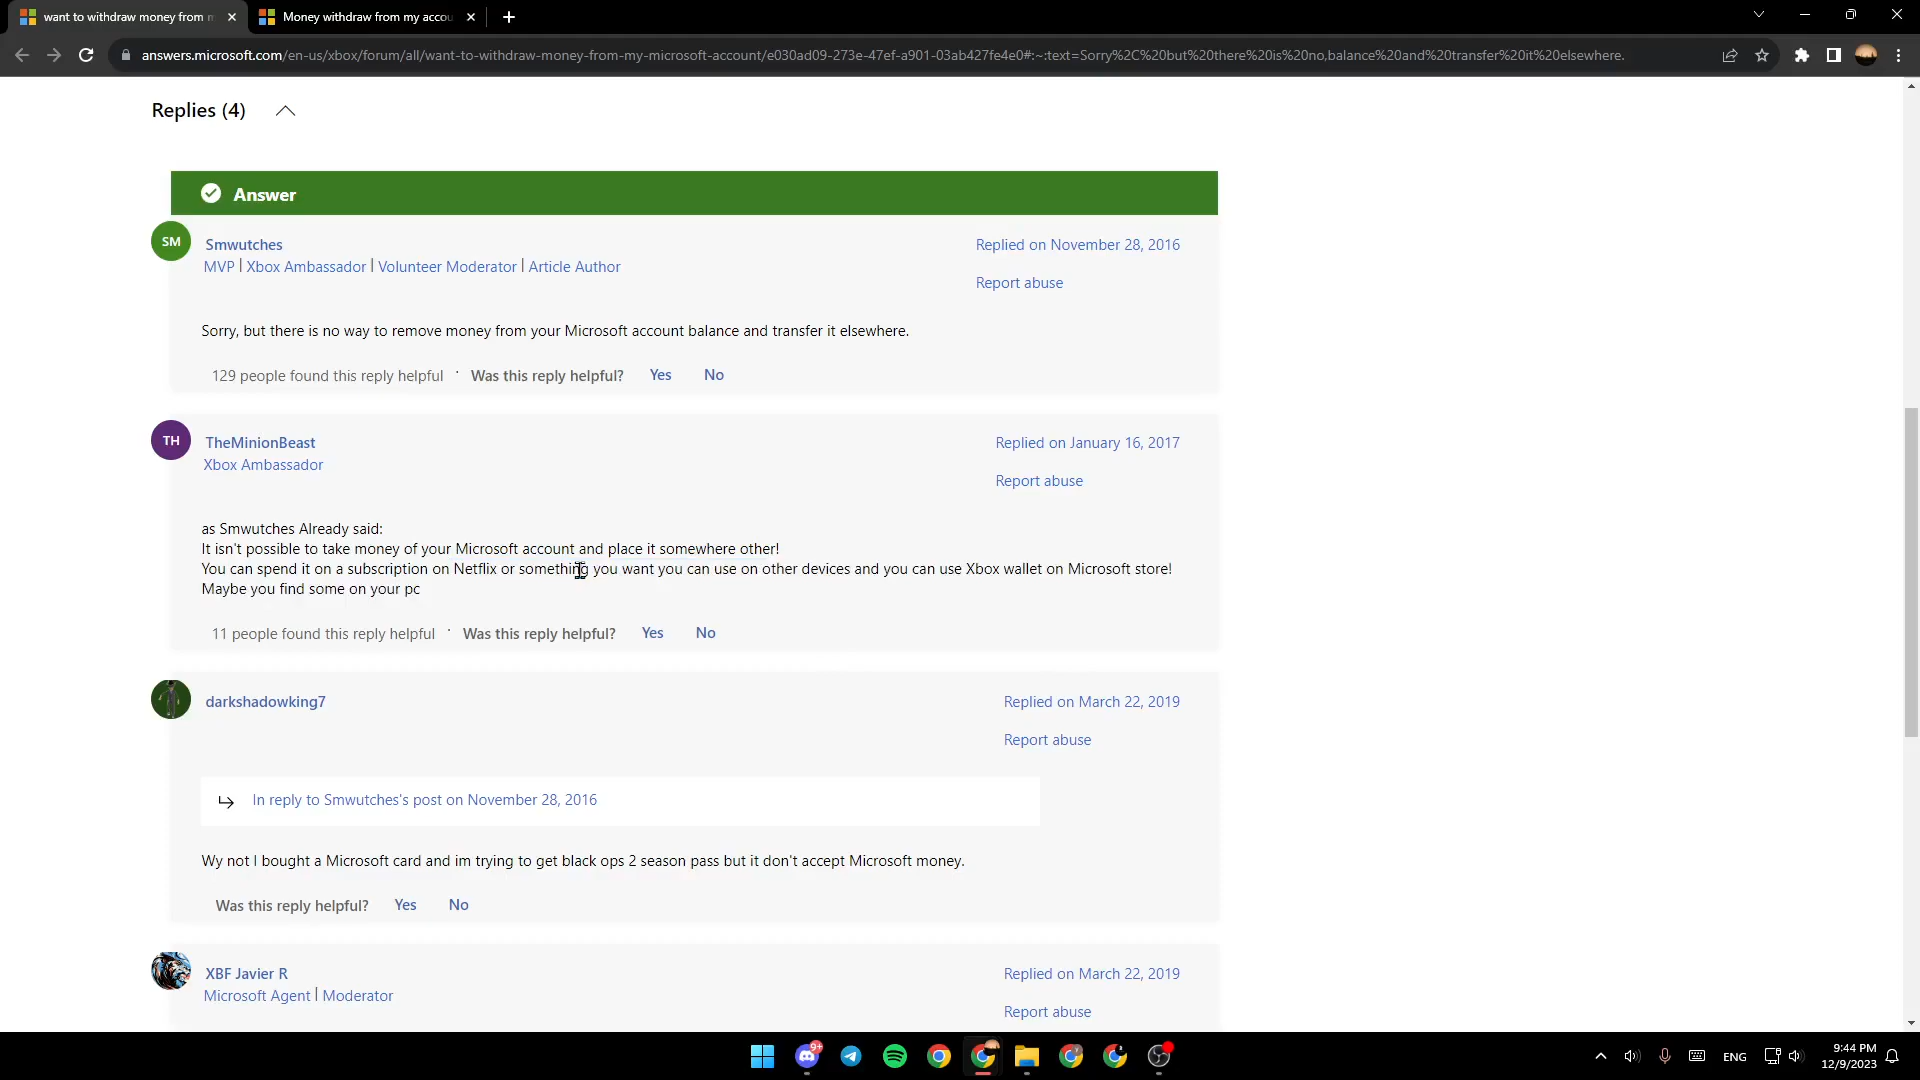 want to withdraw money from m
Money withdraw from my accou
answers.microsoft.com/en-us/xbox/forum/all/want-to-withdraw-money-from-my-microsoft-account/e030ad09-273e-47ef-a901-03ab427fe4e0#:~:text=Sorry%2C%20but%20there%20is%20no,balance%20and%20transfer%20it%20elsewhere.
Replies (4)
Answer
SM
Smwutches
Replied on November 28, 2016
MVP | Xbox Ambassador | Volunteer Moderator | Article Author
Report abuse
Sorry, but there is no way to remove money from your Microsoft account balance and transfer it elsewhere.
129 people found this reply helpful · Was this reply helpful? Yes No
TH
TheMinionBeast
Replied on January 16, 2017
Xbox Ambassador
Report abuse
as Smwutches Already said:
It isn't possible to take money of your Microsoft account and place it somewhere other!
You can spend it on a subscription on Netflix or something you want you can use on other devices and you can use Xbox wallet on Microsoft store!
Maybe you find some on your pc
11 people found this reply helpful · Was this reply helpful? Yes No
darkshadowking7
Replied on March 22, 2019
Report abuse
In reply to Smwutches's post on November 28, 2016
Wy not I bought a Microsoft card and im trying to get black ops 2 season pass but it don't accept Microsoft money.
Was this reply helpful? Yes No
XBF Javier R
Replied on March 22, 2019
Microsoft Agent | Moderator
Report abuse
9+
ENG
9:44 PM
12/9/2023